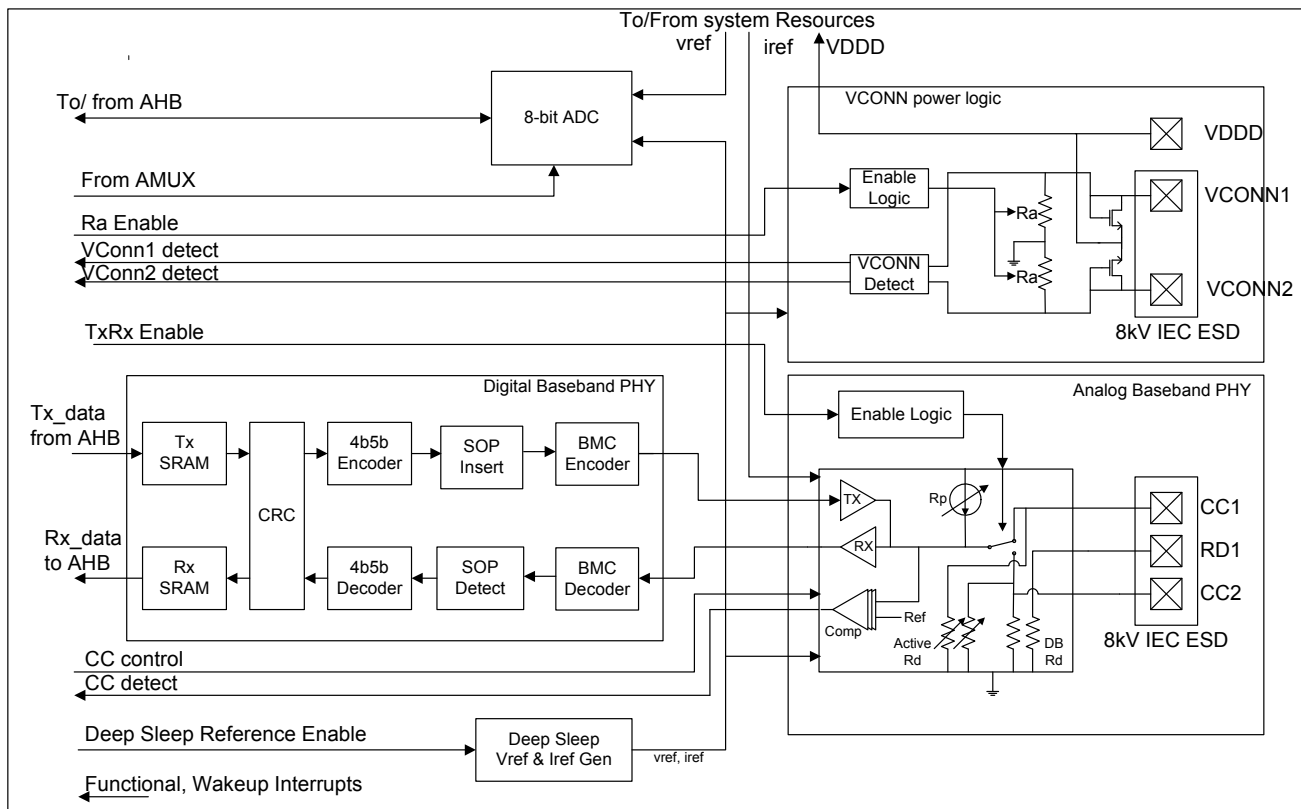 To/From system Resources
vref
iref
VDDD
To/ from AHB
8-bit ADC
From AMUX
VCONN power logic
VDDD
Enable
Logic
Ra
VCONN1
Ra Enable
VConn1 detect
VConn2 detect
VCONN
Detect
Ra
VCONN2
8kV IEC ESD
TxRx Enable
Digital Baseband PHY
Tx_data
from AHB
Tx
SRAM
CRC
4b5b
Encoder
SOP
Insert
BMC
Encoder
Rx_data
to AHB
Rx
SRAM
4b5b
Decoder
SOP
Detect
BMC
Decoder
Analog Baseband PHY
Enable Logic
TX
Rp
RX
CC1
RD1
CC2
Ref
Comp
Active
Rd
DB
Rd
8kV IEC ESD
CC control
CC detect
Deep Sleep Reference Enable
Deep Sleep
Vref & Iref Gen
vref, iref
Functional, Wakeup Interrupts